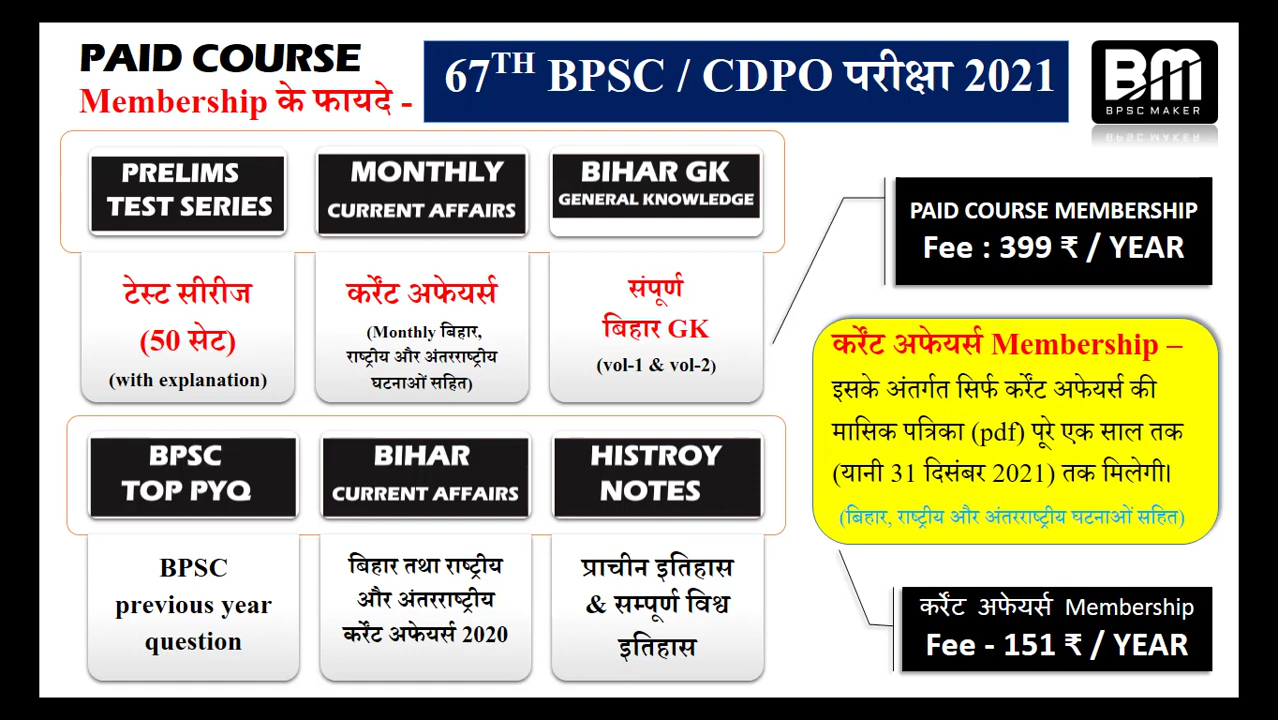 PAID COURSE
Membership के फायदे -
67TH BPSC / CDPO परीक्षा 2021
BM
BPSC MAKER
PRELIMS
TEST SERIES
टेस्ट सीरीज
(50 सेट)
(with explanation)
MONTHLY
CURRENT AFFAIRS
कर्रेंट अफेयर्स
(Monthly बिहार,
राष्ट्रीय और अंतरराष्ट्रीय
घटनाओं सहित)
BIHAR GK
GENERAL KNOWLEDGE
संपूर्ण
बिहार GK
(vol-1 & vol-2)
PAID COURSE MEMBERSHIP
Fee : 399 ₹ / YEAR
कर्रेंट अफेयर्स Membership –
इसके अंतर्गत सिर्फ कर्रेंट अफेयर्स की
मासिक पत्रिका (pdf) पूरे एक साल तक
(यानी 31 दिसंबर 2021) तक मिलेगी।
(बिहार, राष्ट्रीय और अंतरराष्ट्रीय घटनाओं सहित)
BPSC
TOP PYQ
BPSC
previous year
question
BIHAR
CURRENT AFFAIRS
बिहार तथा राष्ट्रीय
और अंतरराष्ट्रीय
कर्रेंट अफेयर्स 2020
HISTROY
NOTES
प्राचीन इतिहास
& सम्पूर्ण विश्व
इतिहास
कर्रेंट अफेयर्स Membership
Fee - 151 ₹ / YEAR